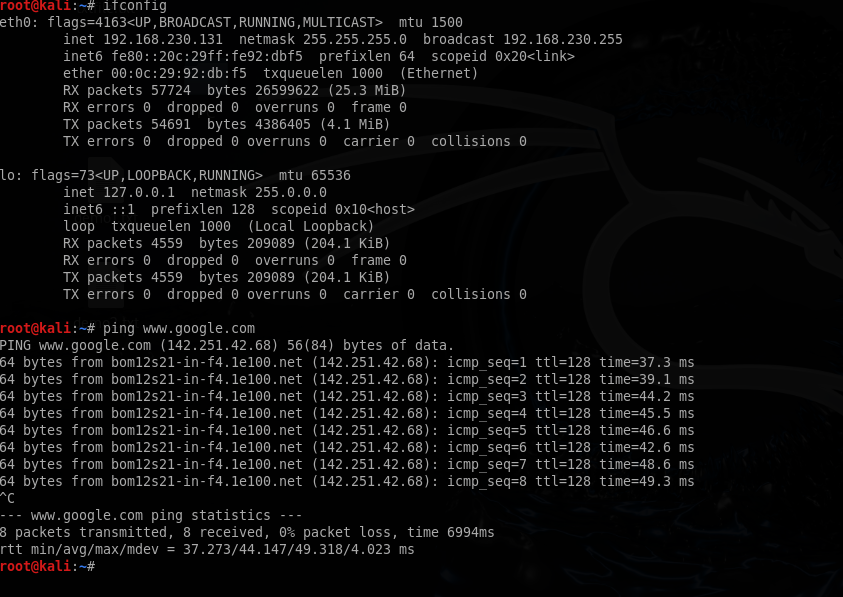 root@kali:~# ifconfig
eth0: flags=4163<UP,BROADCAST,RUNNING,MULTICAST>  mtu 1500
        inet 192.168.230.131  netmask 255.255.255.0  broadcast 192.168.230.255
        inet6 fe80::20c:29ff:fe92:dbf5  prefixlen 64  scopeid 0x20<link>
        ether 00:0c:29:92:db:f5  txqueuelen 1000  (Ethernet)
        RX packets 57724  bytes 26599622 (25.3 MiB)
        RX errors 0  dropped 0  overruns 0  frame 0
        TX packets 54691  bytes 4386405 (4.1 MiB)
        TX errors 0  dropped 0 overruns 0  carrier 0  collisions 0

lo: flags=73<UP,LOOPBACK,RUNNING>  mtu 65536
        inet 127.0.0.1  netmask 255.0.0.0
        inet6 ::1  prefixlen 128  scopeid 0x10<host>
        loop  txqueuelen 1000  (Local Loopback)
        RX packets 4559  bytes 209089 (204.1 KiB)
        RX errors 0  dropped 0  overruns 0  frame 0
        TX packets 4559  bytes 209089 (204.1 KiB)
        TX errors 0  dropped 0 overruns 0  carrier 0  collisions 0

root@kali:~# ping www.google.com
PING www.google.com (142.251.42.68) 56(84) bytes of data.
64 bytes from bom12s21-in-f4.1e100.net (142.251.42.68): icmp_seq=1 ttl=128 time=37.3 ms
64 bytes from bom12s21-in-f4.1e100.net (142.251.42.68): icmp_seq=2 ttl=128 time=39.1 ms
64 bytes from bom12s21-in-f4.1e100.net (142.251.42.68): icmp_seq=3 ttl=128 time=44.2 ms
64 bytes from bom12s21-in-f4.1e100.net (142.251.42.68): icmp_seq=4 ttl=128 time=45.5 ms
64 bytes from bom12s21-in-f4.1e100.net (142.251.42.68): icmp_seq=5 ttl=128 time=46.6 ms
64 bytes from bom12s21-in-f4.1e100.net (142.251.42.68): icmp_seq=6 ttl=128 time=42.6 ms
64 bytes from bom12s21-in-f4.1e100.net (142.251.42.68): icmp_seq=7 ttl=128 time=48.6 ms
64 bytes from bom12s21-in-f4.1e100.net (142.251.42.68): icmp_seq=8 ttl=128 time=49.3 ms
^C
--- www.google.com ping statistics ---
8 packets transmitted, 8 received, 0% packet loss, time 6994ms
rtt min/avg/max/mdev = 37.273/44.147/49.318/4.023 ms
root@kali:~#